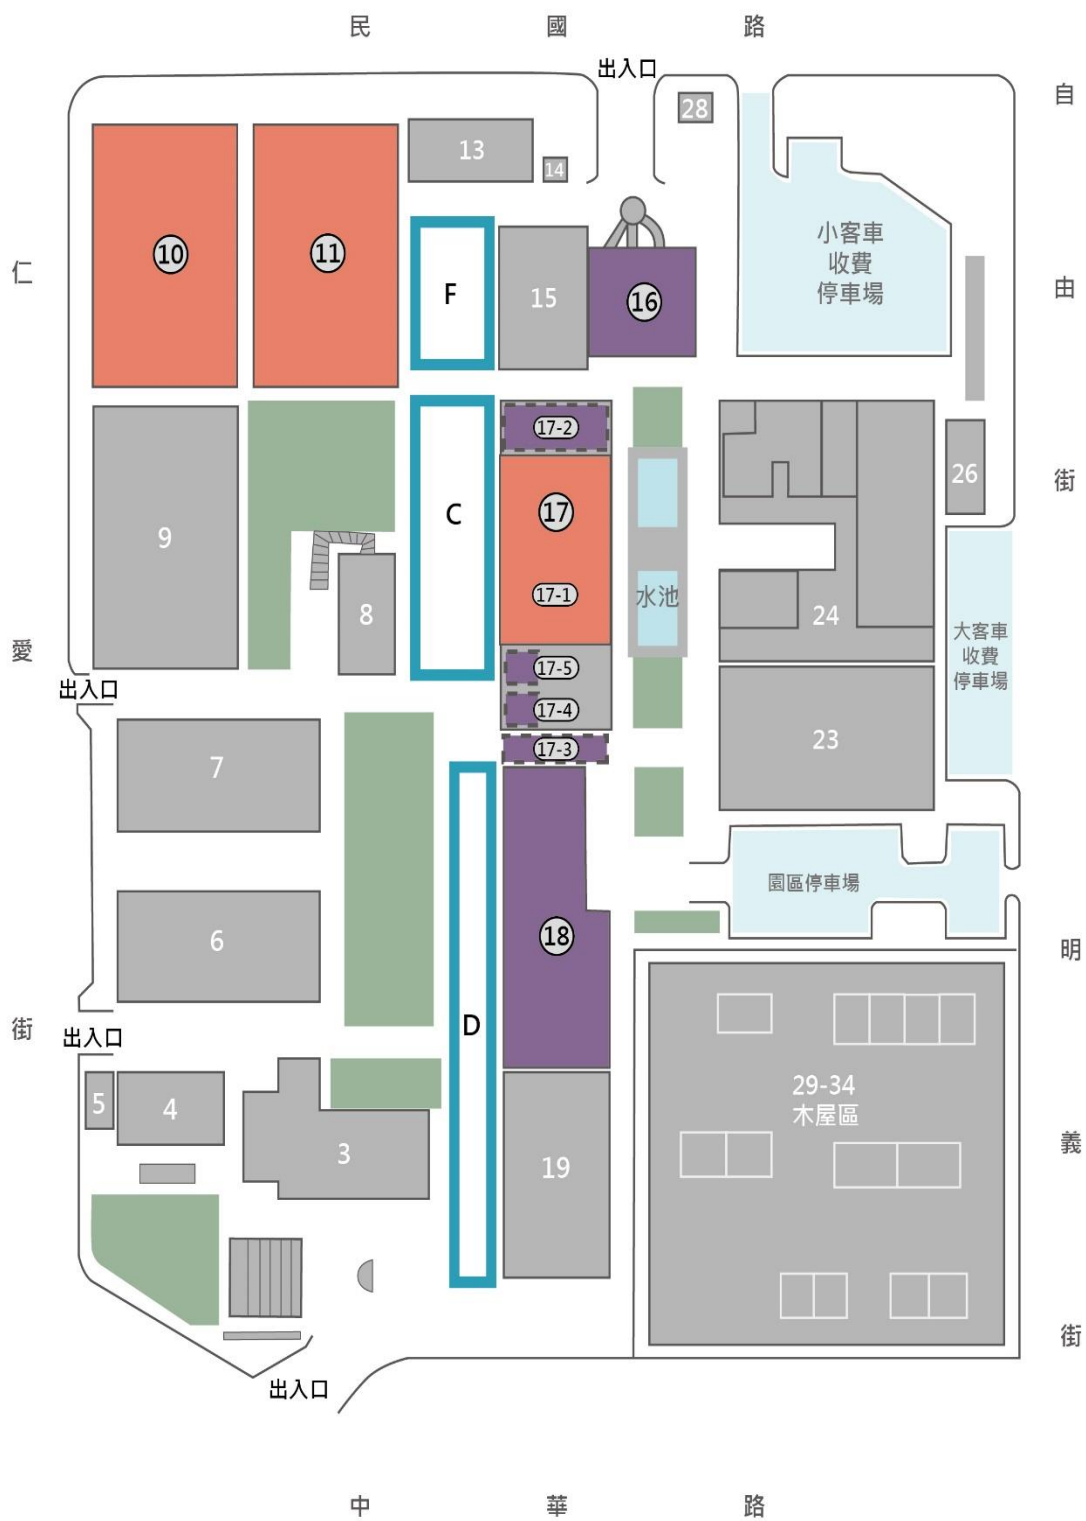 民國路
出入口
自由街
28
13
14
10
11
小客車
收費
停車場
仁愛街
F
15
16
17-2
26
17
C
9
17-1
水池
8
24
大客車
收費
停車場
17-5
出入口
17-4
23
17-3
7
園區停車場
18
6
明義街
D
出入口
29-34
木屋區
5
4
3
19
出入口
中華路